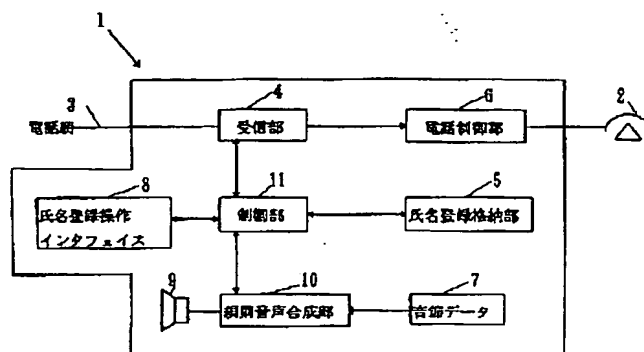 1
3
電話網
4
受信部
6
電話制御部
2
8
氏名登録操作
インタフェイス
11
制御部
5
氏名登録格納部
9
10
規則音声合成部
7
音節データ